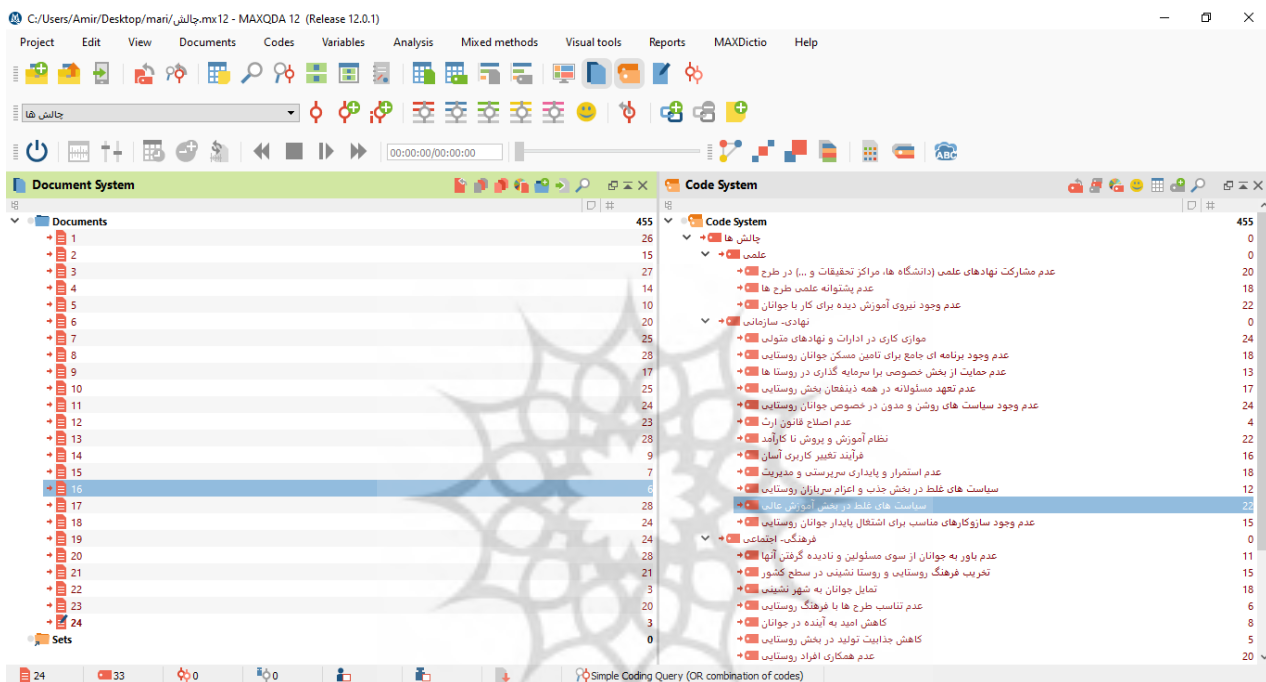 C:/Users/Amir/Desktop/mari/چالش.mx12 - MAXQDA 12 (Release 12.0.1)
Project Edit View Documents Codes Variables Analysis Mixed methods Visual tools Reports MAXDictio Help
چالش ها
00:00:00/00:00:00
ABC
Document System
#
Documents 455
1 26
2 15
3 27
4 14
5 10
6 20
7 25
8 28
9 17
10 25
11 24
12 23
13 28
14 9
15 7
16 6
17 28
18 24
19 24
20 28
21 21
22 3
23 20
24 3
Sets 0
Code System
#
Code System 455
چالش ها 0
علمی 0
عدم مشارکت نهادهای علمی (دانشگاه ها، مراکز تحقیقات و ...) در طرح 20
عدم پشتوانه علمی طرح ها 18
عدم وجود نیروی آموزش دیده برای کار با جوانان 22
نهادی- سازمانی 0
موازی کاری در ادارات و نهادهای متولی 24
عدم وجود برنامه ای جامع برای تامین مسکن جوانان روستایی 18
عدم حمایت از بخش خصوصی برا سرمایه گذاری در روستا ها 13
عدم تعهد مسئولانه در همه ذینفعان بخش روستایی 17
عدم وجود سیاست های روشن و مدون در خصوص جوانان روستایی 24
عدم اصلاح قانون ارث 4
نظام آموزش و پروش نا کارآمد 22
فرآیند تغییر کاربری آسان 16
عدم استمرار و پایداری سرپرستی و مدیریت 18
سیاست های غلط در بخش جذب و اعزام سربازان روستایی 12
سیاست های غلط در بخش آموزش عالی 22
عدم وجود سازوکارهای مناسب برای اشتغال پایدار جوانان روستایی 15
فرهنگی- اجتماعی 0
عدم باور به جوانان از سوی مسئولین و نادیده گرفتن آنها 11
تخریب فرهنگ روستایی و روستا نشینی در سطح کشور 15
تمایل جوانان به شهر نشینی 18
عدم تناسب طرح ها با فرهنگ روستایی 6
کاهش امید به آینده در جوانان 8
کاهش جذابیت تولید در بخش روستایی 5
عدم همکاری افراد روستایی 20
24 33 0 0 Simple Coding Query (OR combination of codes)